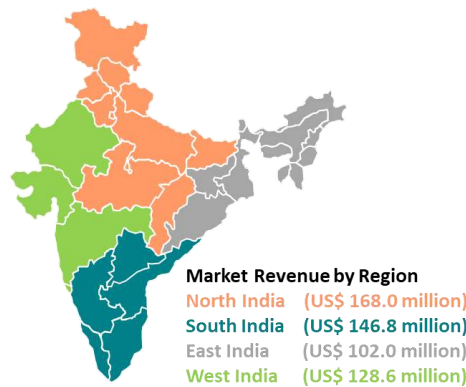 Market Revenue by Region
North India (US$ 168.0 million)
South India (US$ 146.8 million)
East India (US$ 102.0 million)
West India (US$ 128.6 million)